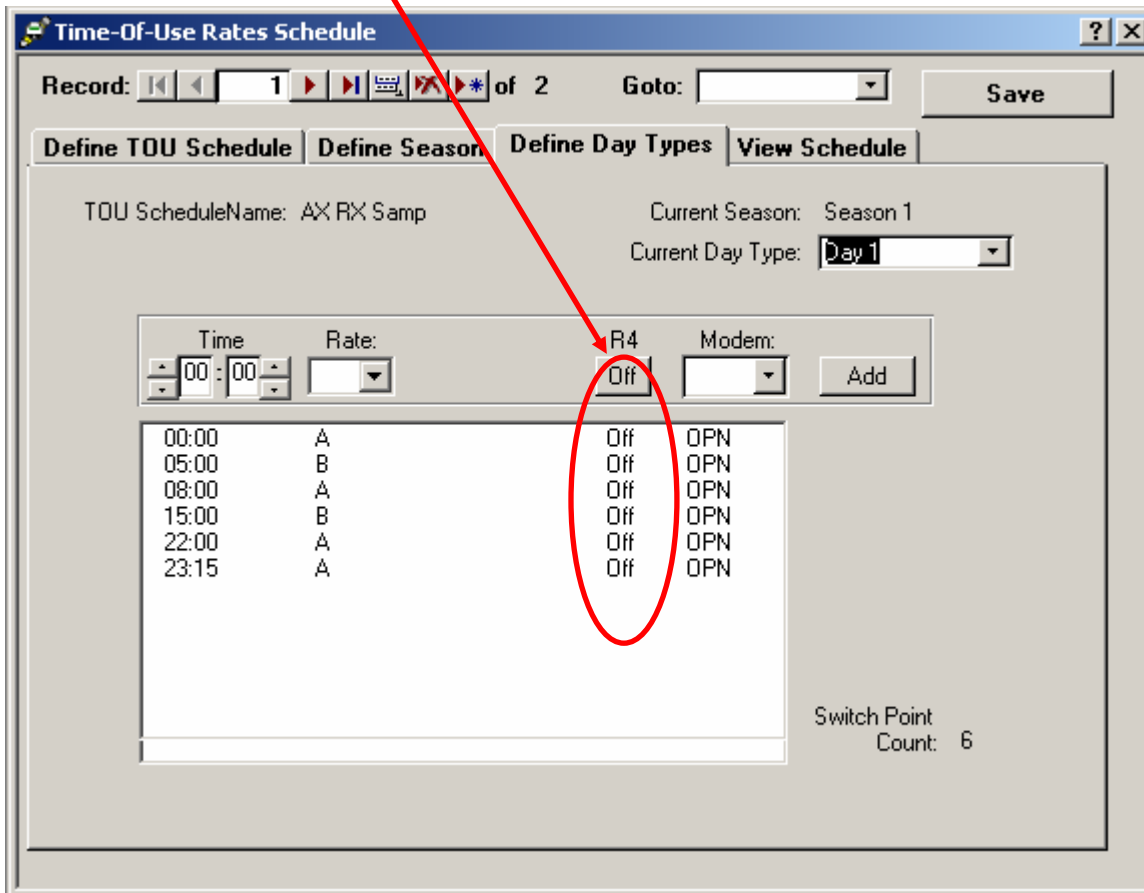 Time-Of-Use Rates Schedule
Record: 1 of 2 Goto: Save
Define TOU Schedule Define Season Define Day Types View Schedule
TOU ScheduleName: AX RX Samp Current Season: Season 1
Current Day Type: Day 1
Time Rate: R4 Modem:
00 : 00 Off Add
00:00 A Off OPN
05:00 B Off OPN
08:00 A Off OPN
15:00 B Off OPN
22:00 A Off OPN
23:15 A Off OPN
Switch Point
Count: 6